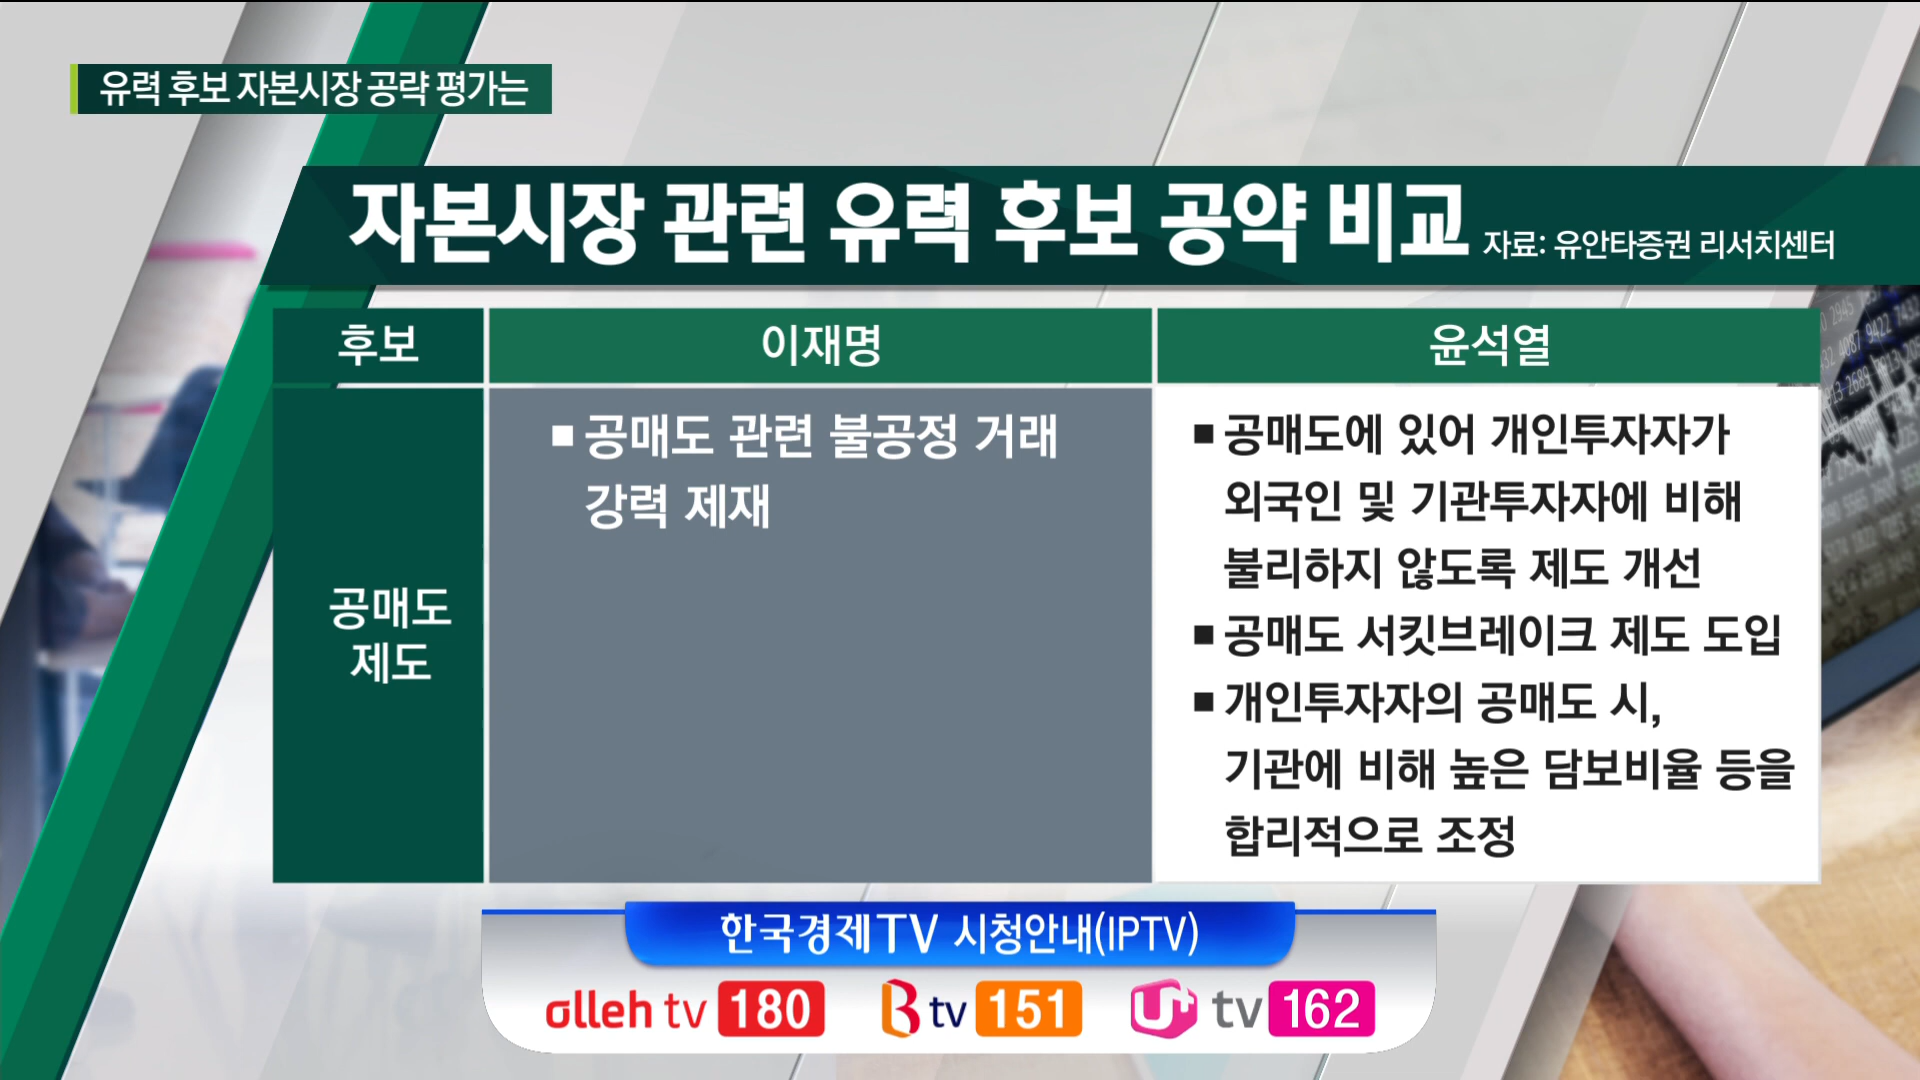 유력 후보 자본시장 공략 평가는
자본시장 관련 유력 후보 공약 비교 자료: 유안타증권 리서치센터
후보
이재명
윤석열
공매도
제도
■ 공매도 관련 불공정 거래
강력 제재
■ 공매도에 있어 개인투자자가
외국인 및 기관투자자에 비해
불리하지 않도록 제도 개선
■ 공매도 서킷브레이크 제도 도입
■ 개인투자자의 공매도 시,
기관에 비해 높은 담보비율 등을
합리적으로 조정
한국경제TV 시청안내(IPTV)
olleh tv 180 B tv 151 U+ tv 162